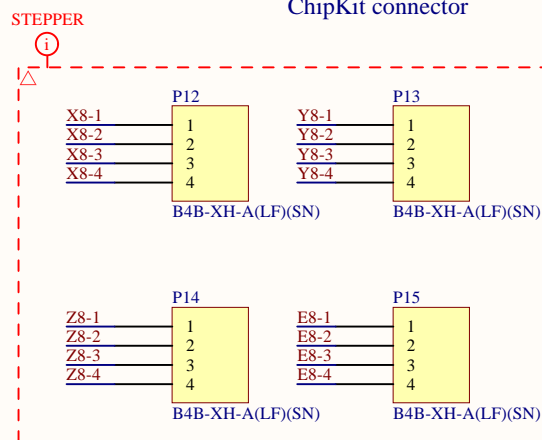 ChipKit connector
STEPPER
i
P12
X8-1
X8-2
X8-3
X8-4
1
2
3
4
B4B-XH-A(LF)(SN)
P13
Y8-1
Y8-2
Y8-3
Y8-4
1
2
3
4
B4B-XH-A(LF)(SN)
P14
Z8-1
Z8-2
Z8-3
Z8-4
1
2
3
4
B4B-XH-A(LF)(SN)
P15
E8-1
E8-2
E8-3
E8-4
1
2
3
4
B4B-XH-A(LF)(SN)